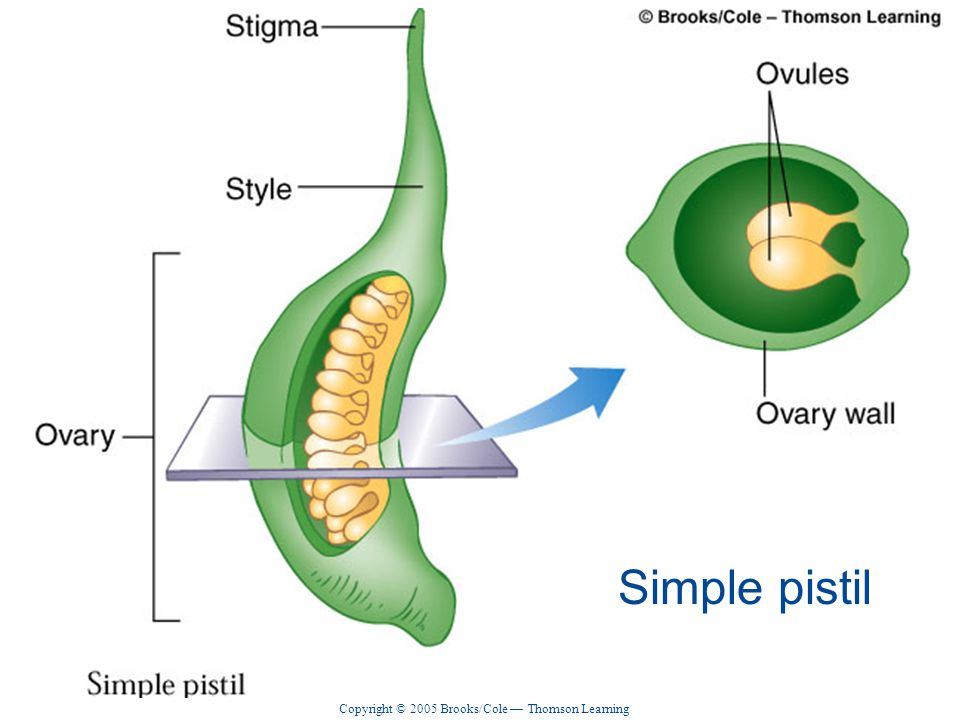 Stigma
© Brooks/Cole – Thomson Learning
Ovules
Style
Ovary
Ovary wall
Simple pistil
Simple pistil
Copyright © 2005 Brooks/Cole — Thomson Learning